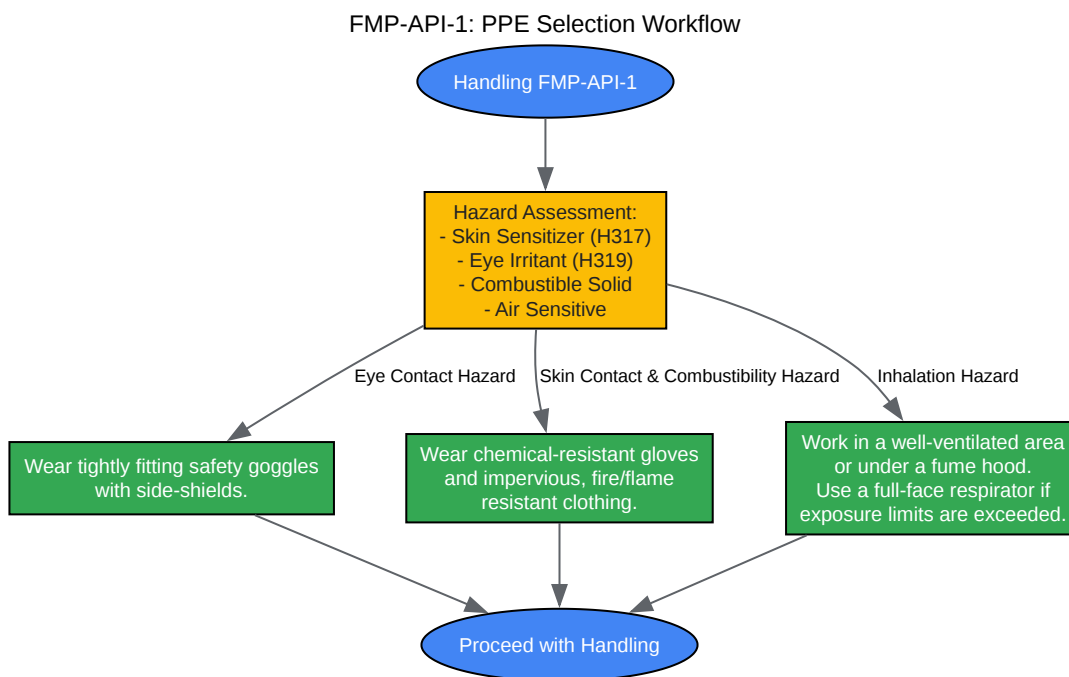 FMP-API-1: PPE Selection Workflow
Handling FMP-API-1
Hazard Assessment:
- Skin Sensitizer (H317)
- Eye Irritant (H319)
- Combustible Solid
- Air Sensitive
Eye Contact Hazard
Skin Contact & Combustibility Hazard
Inhalation Hazard
Wear tightly fitting safety goggles
with side-shields.
Wear chemical-resistant gloves
and impervious, fire/flame
resistant clothing.
Work in a well-ventilated area
or under a fume hood.
Use a full-face respirator if
exposure limits are exceeded.
Proceed with Handling